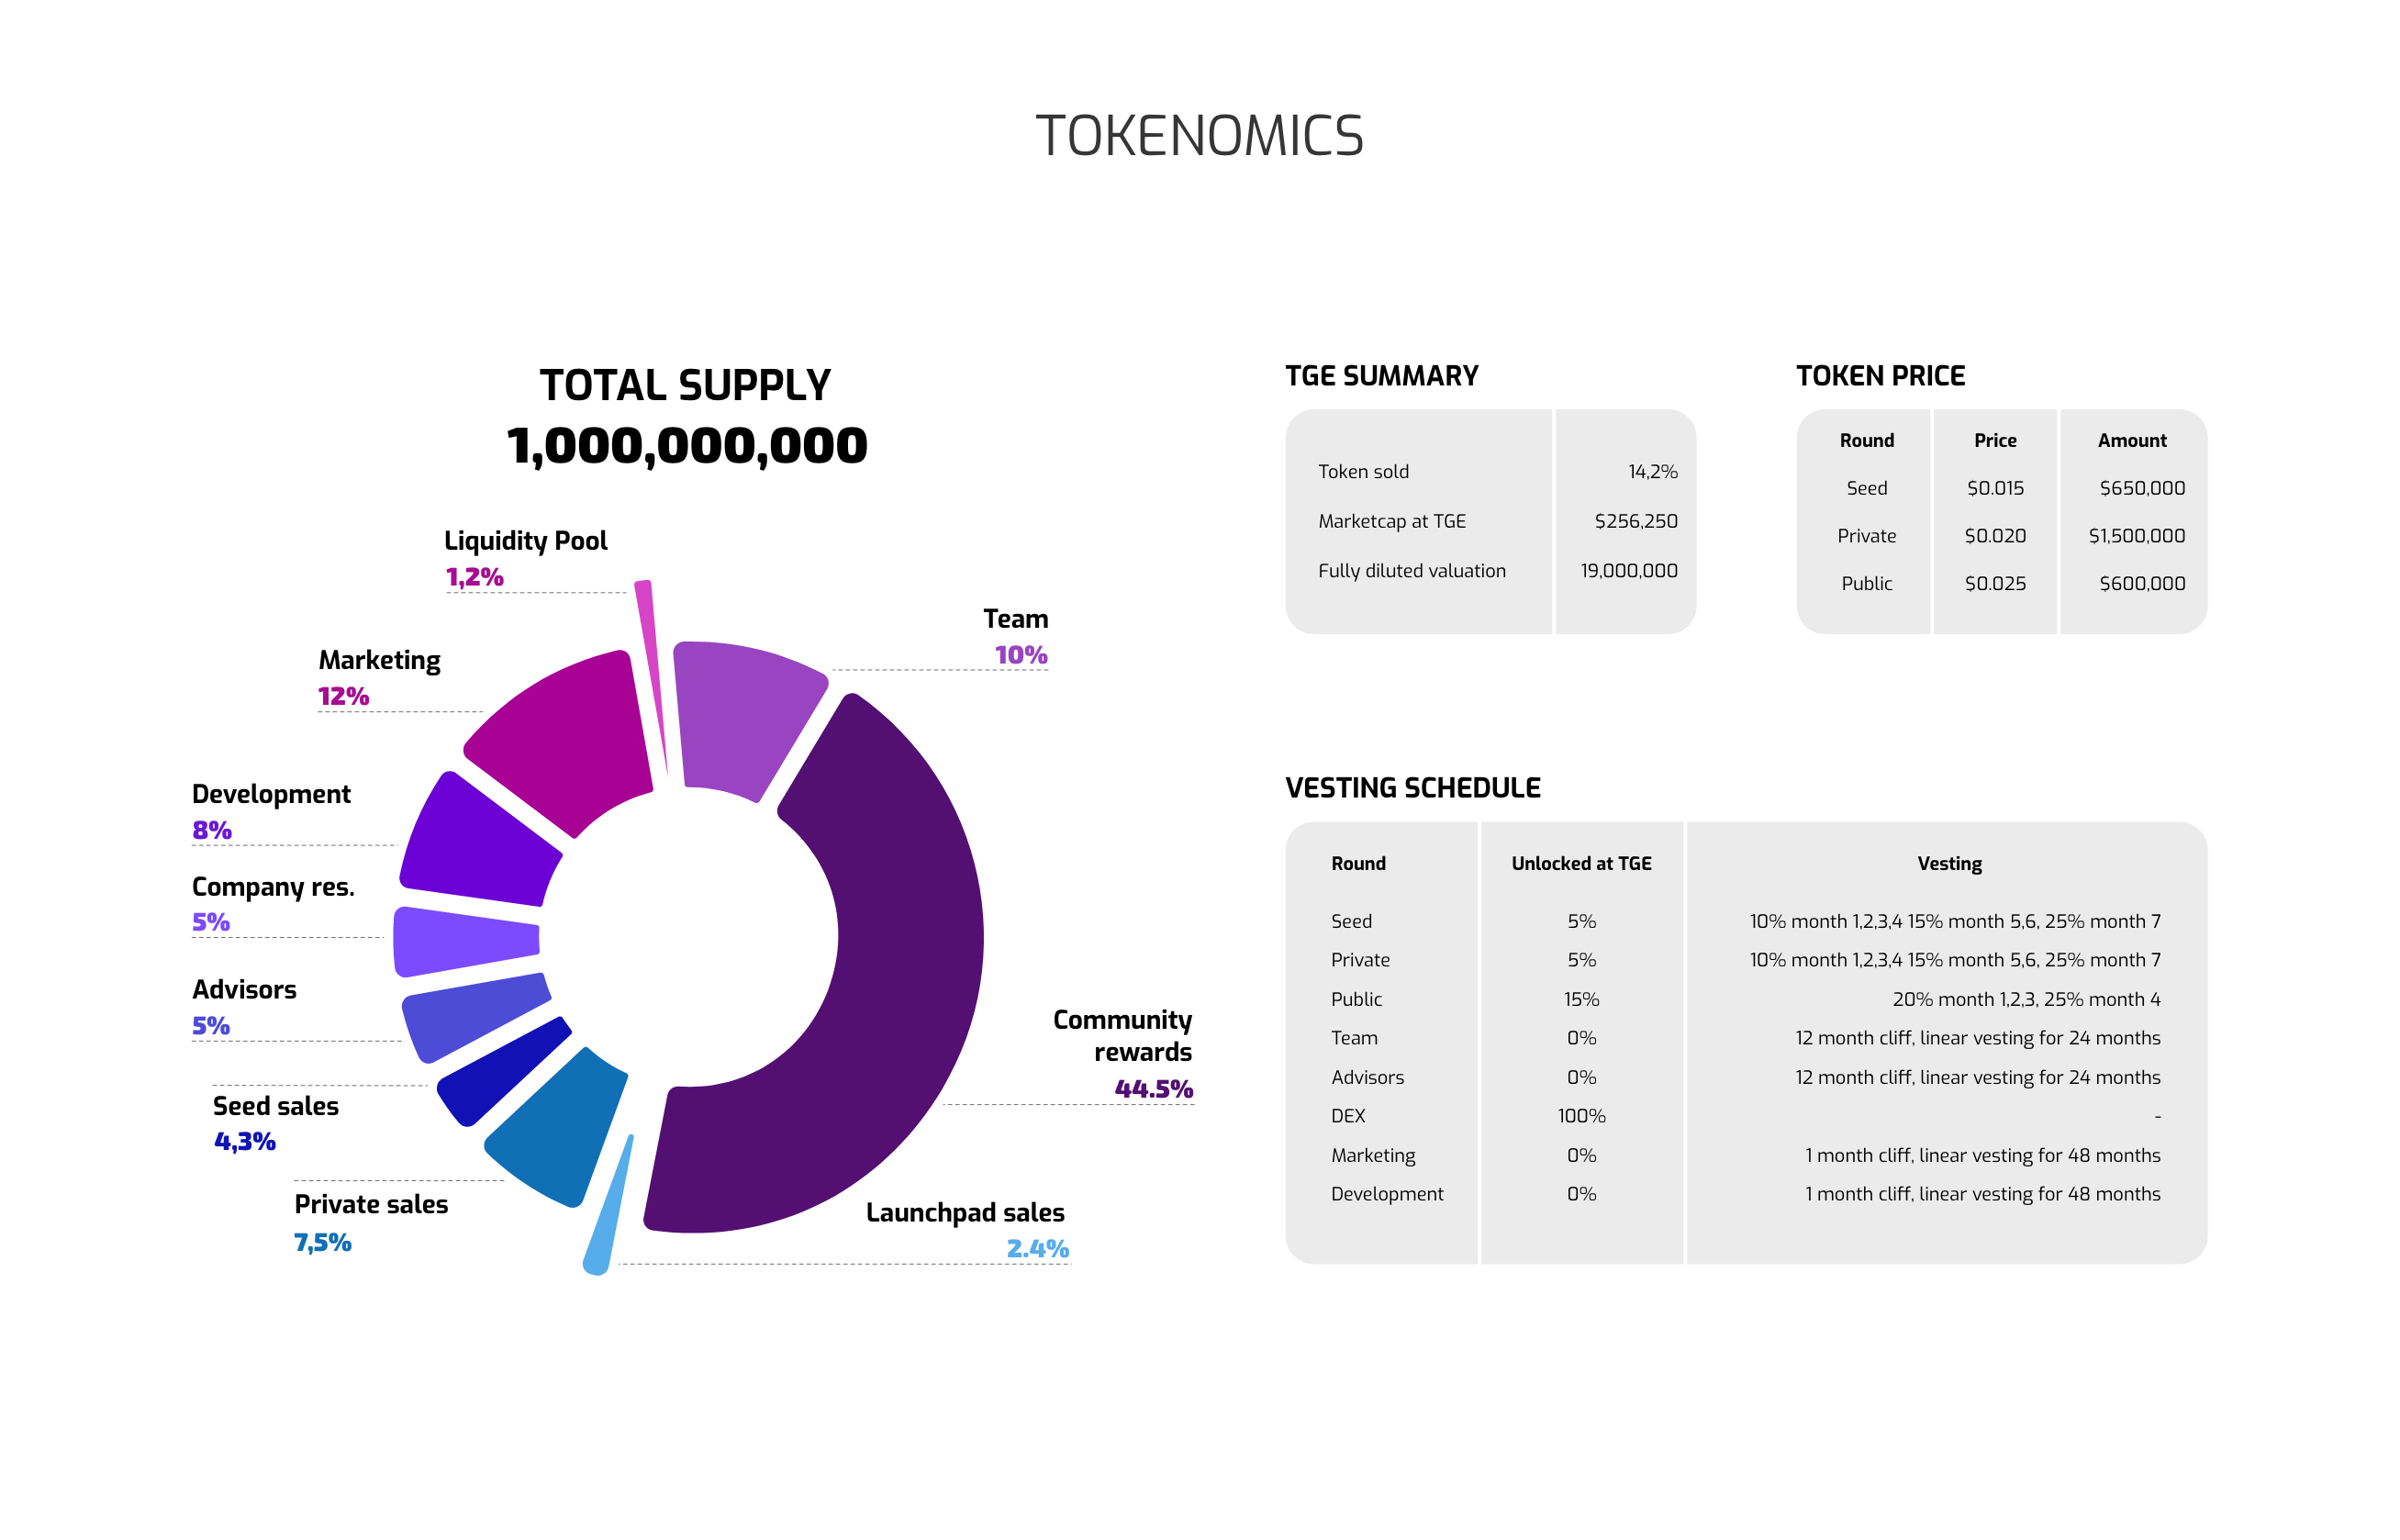 TOKENOMICS
TOTAL SUPPLY
1,000,000,000
Liquidity Pool
1,2%
Team
10%
Marketing
12%
Development
8%
Company res.
5%
Advisors
5%
Seed sales
4,3%
Private sales
7,5%
Community
rewards
44.5%
Launchpad sales
2.4%
TGE SUMMARY
Token sold 14,2%
Marketcap at TGE $256,250
Fully diluted valuation 19,000,000
TOKEN PRICE
Round Price Amount
Seed $0.015 $650,000
Private $0.020 $1,500,000
Public $0.025 $600,000
VESTING SCHEDULE
Round Unlocked at TGE Vesting
Seed 5% 10% month 1,2,3,4 15% month 5,6, 25% month 7
Private 5% 10% month 1,2,3,4 15% month 5,6, 25% month 7
Public 15% 20% month 1,2,3, 25% month 4
Team 0% 12 month cliff, linear vesting for 24 months
Advisors 0% 12 month cliff, linear vesting for 24 months
DEX 100% -
Marketing 0% 1 month cliff, linear vesting for 48 months
Development 0% 1 month cliff, linear vesting for 48 months